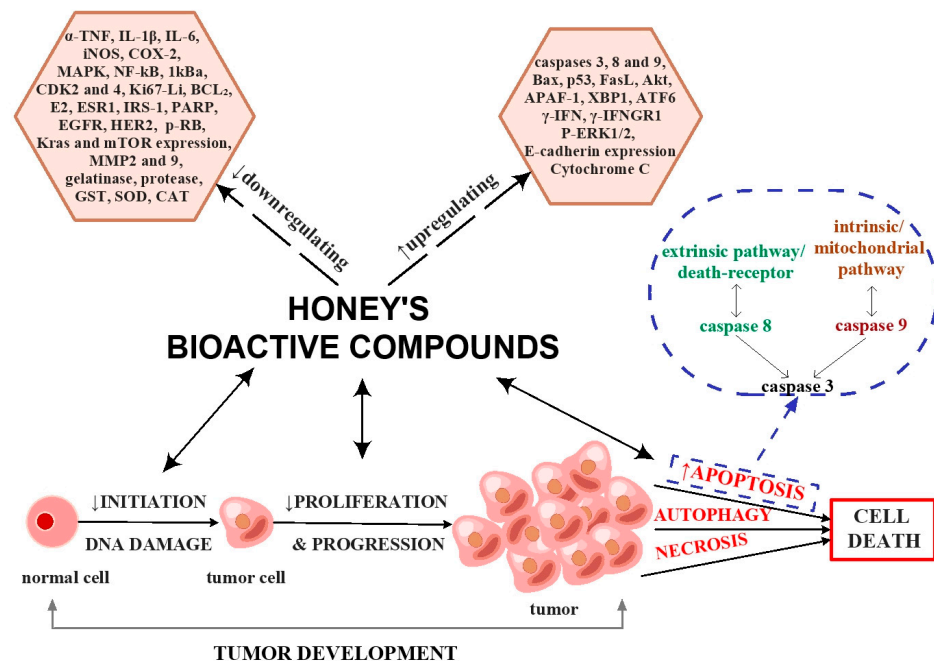 α-TNF, IL-1β, IL-6,
iNOS, COX-2,
MAPK, NF-kB, 1kBa,
CDK2 and 4, Ki67-Li, BCL₂,
E2, ESR1, IRS-1, PARP,
EGFR, HER2, p-RB,
Kras and mTOR expression,
MMP2 and 9,
gelatinase, protease,
GST, SOD, CAT
caspases 3, 8 and 9,
Bax, p53, FasL, Akt,
APAF-1, XBP1, ATF6
γ-IFN, γ-IFNGR1
P-ERK1/2,
E-cadherin expression
Cytochrome C
↓downregulating
↑upregulating
extrinsic pathway/
death-receptor
intrinsic/
mitochondrial
pathway
caspase 8
caspase 9
caspase 3
HONEY'S
BIOACTIVE COMPOUNDS
↓INITIATION
DNA DAMAGE
↓PROLIFERATION
& PROGRESSION
↑APOPTOSIS
AUTOPHAGY
NECROSIS
CELL
DEATH
normal cell
tumor cell
tumor
TUMOR DEVELOPMENT